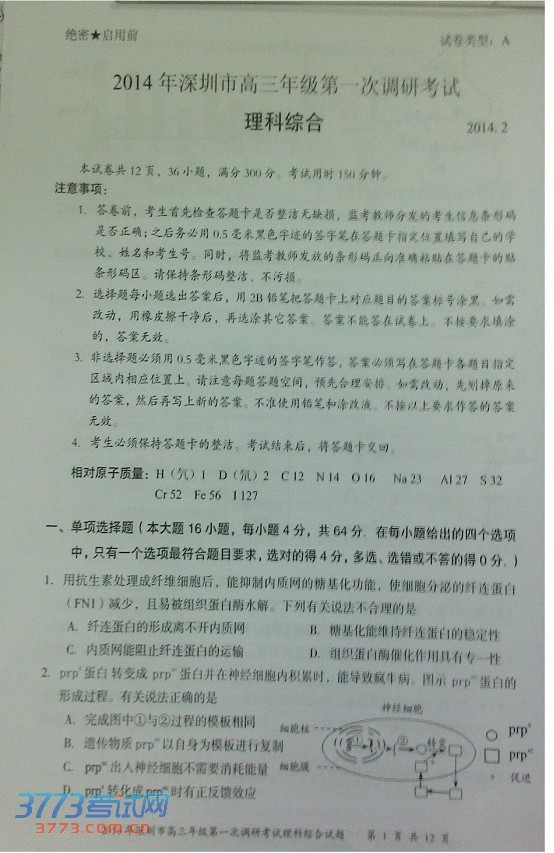 绝密★启用前
试卷类型：A
2014年深圳市高三年级第一次调研考试
理科综合
2014.2
本试卷共12页，36小题，满分300分。考试用时150分钟。
注意事项：
1. 答卷前，考生首先检查答题卡是否整洁无缺损，监考教师分发的考生信息条形码
是否正确；之后务必用0.5毫米黑色字迹的签字笔在答题卡指定位置填写自己的学
校、姓名和考生号。同时，将监考教师发放的条形码正向准确粘贴在答题卡的贴
条形码区。请保持条形码整洁、不污损。
2. 选择题每小题选出答案后，用2B铅笔把答题卡上对应题目的答案标号涂黑。如需
改动，用橡皮擦干净后，再选涂其它答案。答案不能答在试卷上。不按要求填涂
的，答案无效。
3. 非选择题必须用0.5毫米黑色字迹的签字笔作答，答案必须写在答题卡各题目指定
区域内相应位置上。请注意每题答题空间，预先合理安排。如需改动，先划掉原来
的答案，然后再写上新的答案。不准使用铅笔和涂改液。不按以上要求作答的答案
无效。
4. 考生必须保持答题卡的整洁。考试结束后，将答题卡交回。
相对原子质量：H（氕）1 D（氘）2 C 12 N 14 O 16 Na 23 Al 27 S 32
Cr 52 Fe 56 I 127
一、单项选择题（本大题16小题，每小题4分，共64分．在每小题给出的四个选项
中，只有一个选项最符合题目要求，选对的得4分，多选、选错或不答的得0分．）
1. 用抗生素处理成纤维细胞后，能抑制内质网的糖基化功能，使细胞分泌的纤连蛋白
（FN1）减少，且易被组织蛋白酶水解。下列有关说法不合理的是
A. 纤连蛋白的形成离不开内质网 B. 糖基化能维持纤连蛋白的稳定性
C. 内质网能阻止纤连蛋白的运输 D. 组织蛋白酶催化作用具有专一性
2. prpᶜ蛋白转变成prpˢᶜ蛋白并在神经细胞内积累时，能导致疯牛病。图示prpˢᶜ蛋白的
形成过程。有关说法正确的是
A. 完成图中①与②过程的模板相同
B. 遗传物质prpˢᶜ以自身为模板进行复制
C. prpˢᶜ出入神经细胞不需要消耗能量
D. prpᶜ转化成prpˢᶜ时有正反馈效应
神经细胞
细胞核
细胞膜
① ② 转变
+
prpᶜ
prpˢᶜ
+ 促进
3773考试网
3773.com.cn
2014年深圳市高三年级第一次调研考试理科综合试题 第 1 页 共 12 页